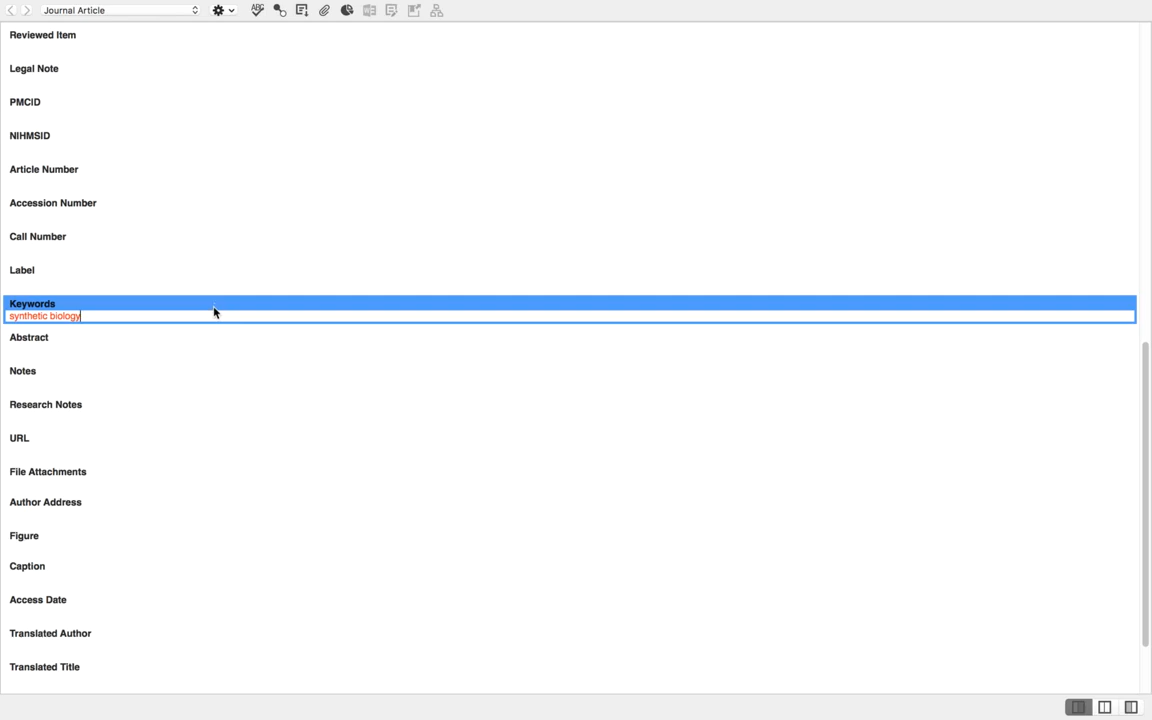 Journal Article
ABC
Reviewed Item
Legal Note
PMCID
NIHMSID
Article Number
Accession Number
Call Number
Label
Keywords
synthetic biology
Abstract
Notes
Research Notes
URL
File Attachments
Author Address
Figure
Caption
Access Date
Translated Author
Translated Title